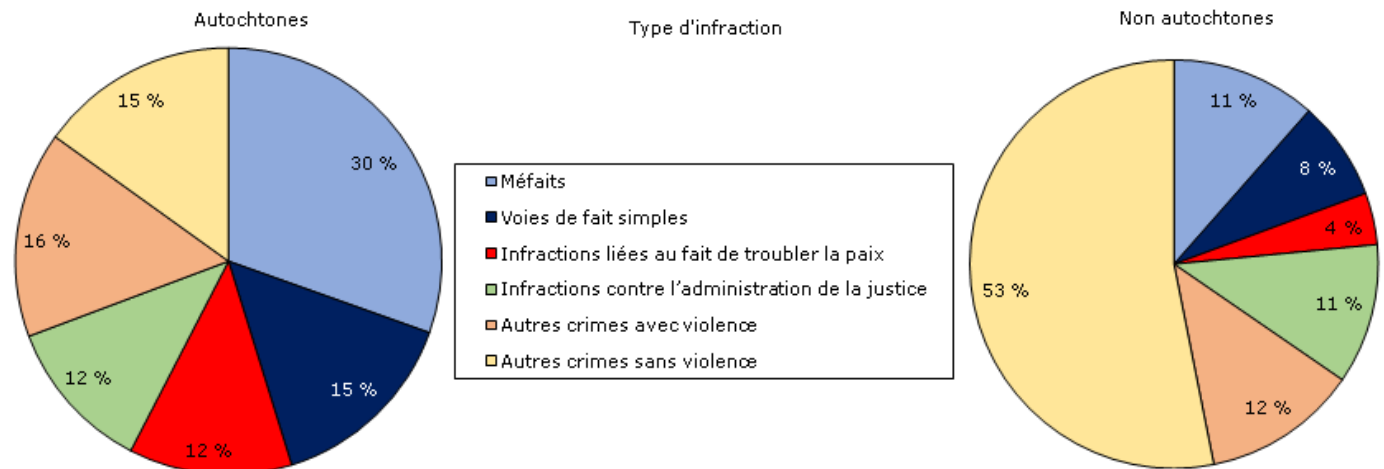 Autochtones
Type d'infraction
Non autochtones
15 %
30 %
16 %
12 %
12 %
15 %
Méfaits
Voies de fait simples
Infractions liées au fait de troubler la paix
Infractions contre l'administration de la justice
Autres crimes avec violence
Autres crimes sans violence
11 %
8 %
4 %
53 %
11 %
12 %